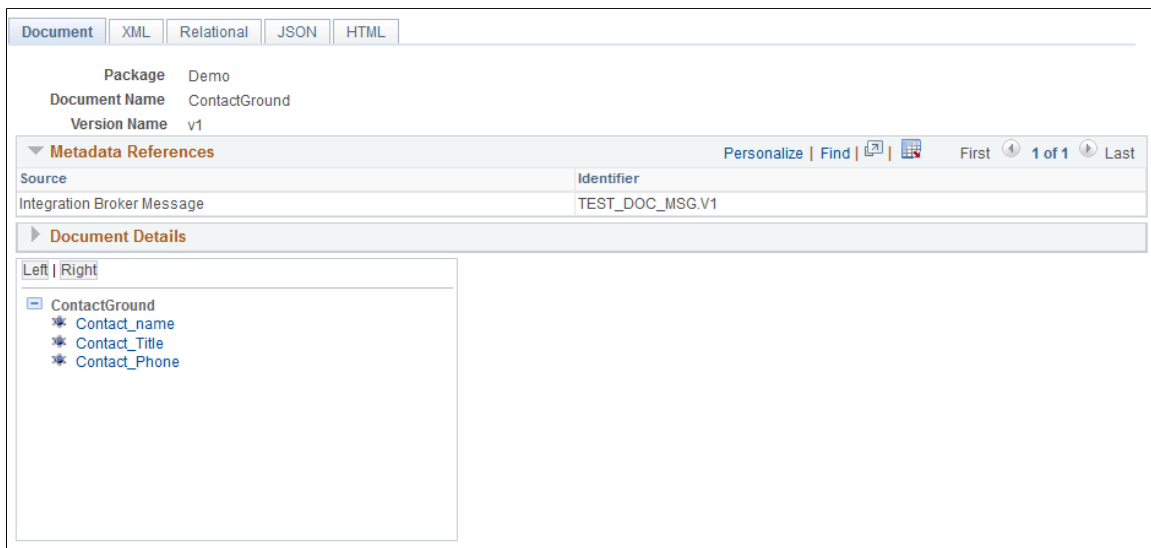 Document XML Relational JSON HTML
Package Demo
Document Name ContactGround
Version Name v1
Metadata References Personalize | Find | | First 1 of 1 Last
Source Identifier
Integration Broker Message TEST_DOC_MSG.V1
Document Details
Left | Right
ContactGround
Contact_name
Contact_Title
Contact_Phone